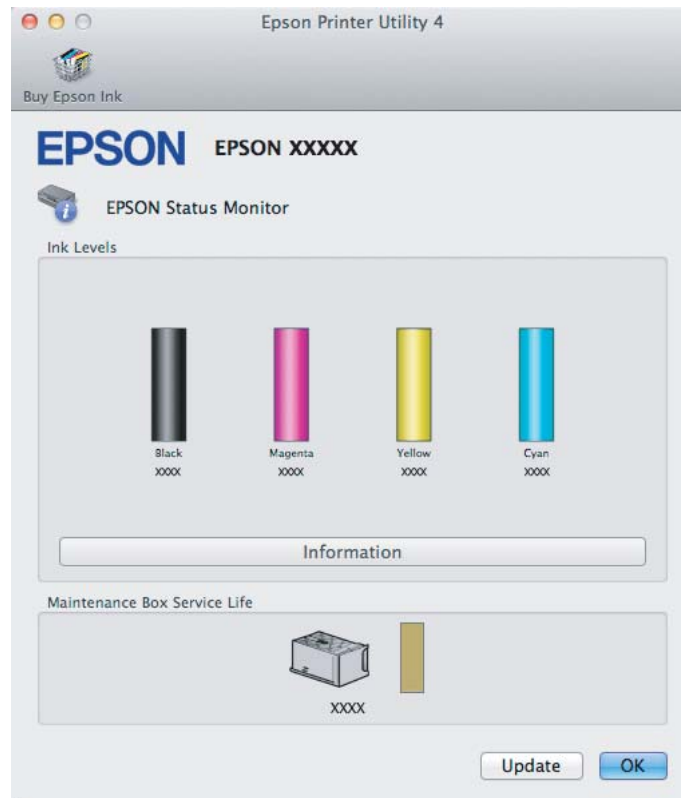 Epson Printer Utility 4
Buy Epson Ink
EPSON EPSON XXXXX
EPSON Status Monitor
Ink Levels
Black Magenta Yellow Cyan
XXXX XXXX XXXX XXXX
Information
Maintenance Box Service Life
XXXX
Update OK